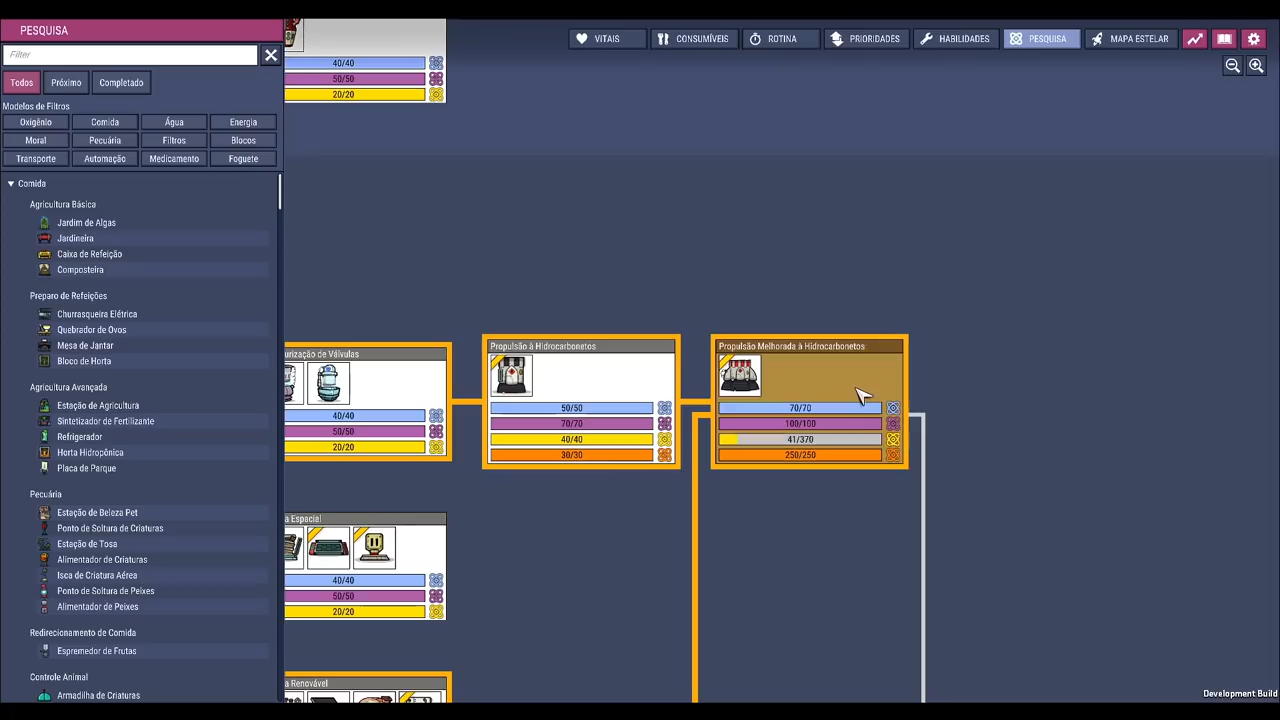 PESQUISA
VITAIS
CONSUMÍVEIS
ROTINA
PRIORIDADES
HABILIDADES
PESQUISA
MAPA ESTELAR
Filter
Todos
Próximo
Completado
Modelos de Filtros
Oxigênio
Comida
Água
Energia
Moral
Pecuária
Filtros
Blocos
Transporte
Automação
Medicamento
Foguete
Comida
Agricultura Básica
Jardim de Algas
Jardineira
Caixa de Refeição
Composteira
Preparo de Refeições
Churrasqueira Elétrica
Quebrador de Ovos
Mesa de Jantar
Bloco de Horta
Agricultura Avançada
Estação de Agricultura
Sintetizador de Fertilizante
Refrigerador
Horta Hidropônica
Placa de Parque
Pecuária
Estação de Beleza Pet
Ponto de Soltura de Criaturas
Estação de Tosa
Alimentador de Criaturas
Isca de Criatura Aérea
Ponto de Soltura de Peixes
Alimentador de Peixes
Redirecionamento de Comida
Espremedor de Frutas
Controle Animal
Armadilha de Criaturas
40/40
50/50
20/20
urização de Válvulas
40/40
50/50
20/20
Propulsão à Hidrocarbonetos
50/50
70/70
40/40
30/30
Propulsão Melhorada à Hidrocarbonetos
70/70
100/100
41/370
250/250
a Espacial
40/40
50/50
20/20
a Renovável
Development Build